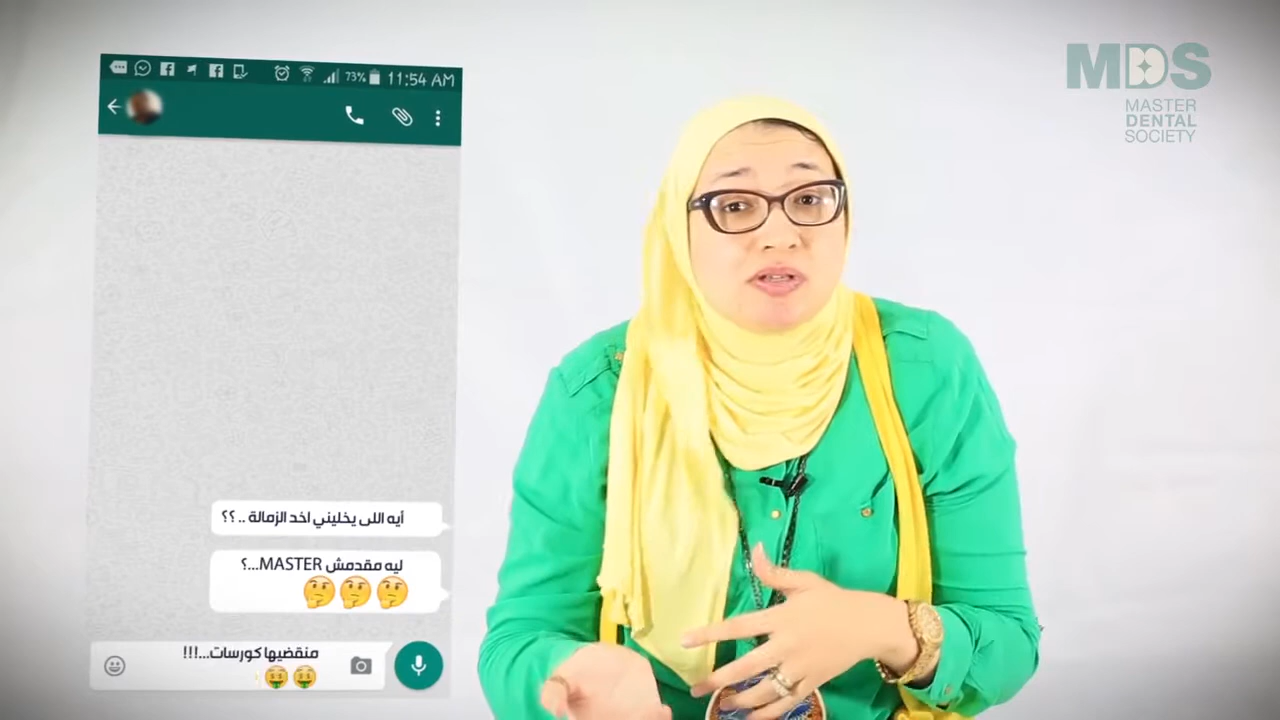 73% 11:54 AM
MDS
MASTER
DENTAL
SOCIETY
أيه اللى يخليني اخد الزمالة .. ؟؟
ليه مقدمش MASTER...؟
منقضيها كورسات...!!!